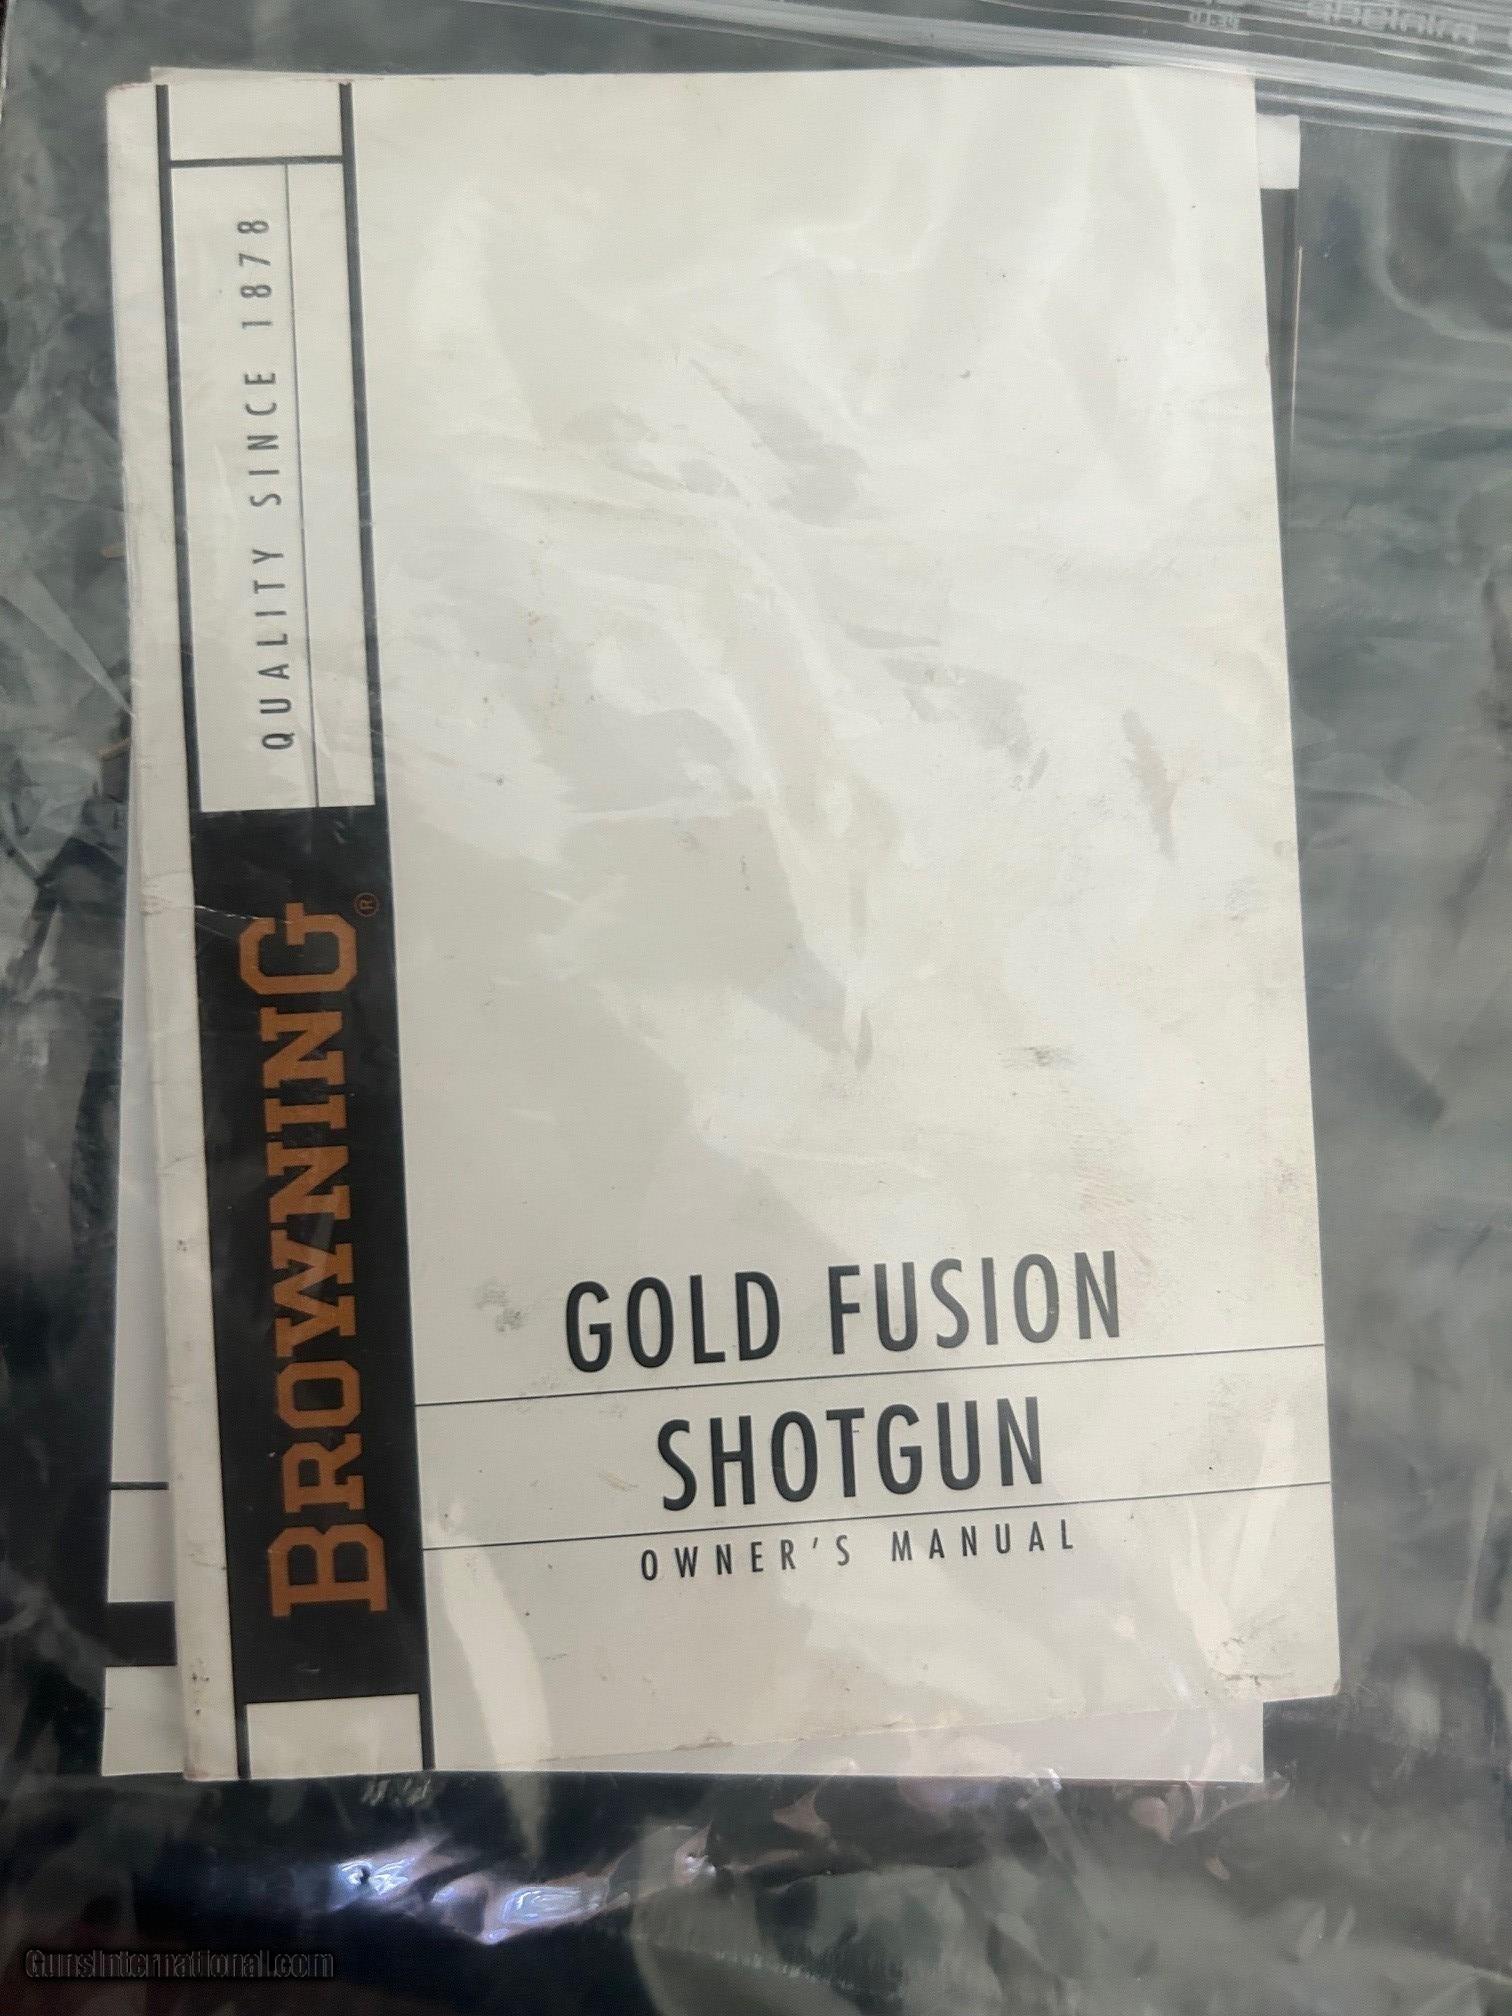 QUALITY SINCE 1878
BROWNING®
GOLD FUSION
SHOTGUN
OWNER'S MANUAL
GunsInternational.com